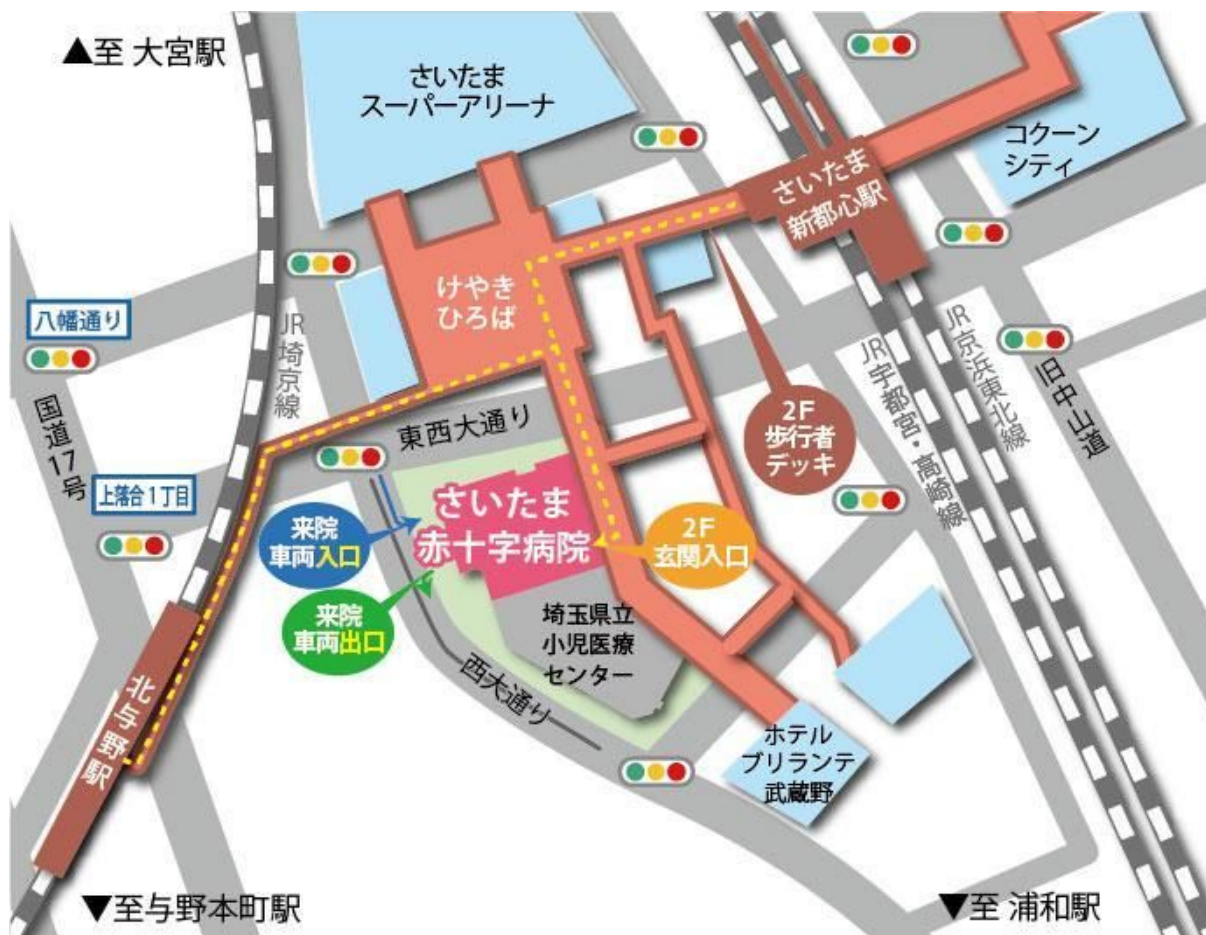 ▲至 大宮駅
さいたま
スーパーアリーナ
コクーン
シティ
さいたま
新都心駅
けやき
ひろば
八幡通り
JR埼京線
国道17号
上落合1丁目
東西大通り
2F
歩行者
デッキ
JR宇都宮・高崎線
JR京浜東北線
旧中山道
来院
車両入口
さいたま
赤十字病院
2F
玄関入口
来院
車両出口
埼玉県立
小児医療
センター
西大通り
北与野駅
ホテル
ブリランテ
武蔵野
▼至与野本町駅
▼至 浦和駅